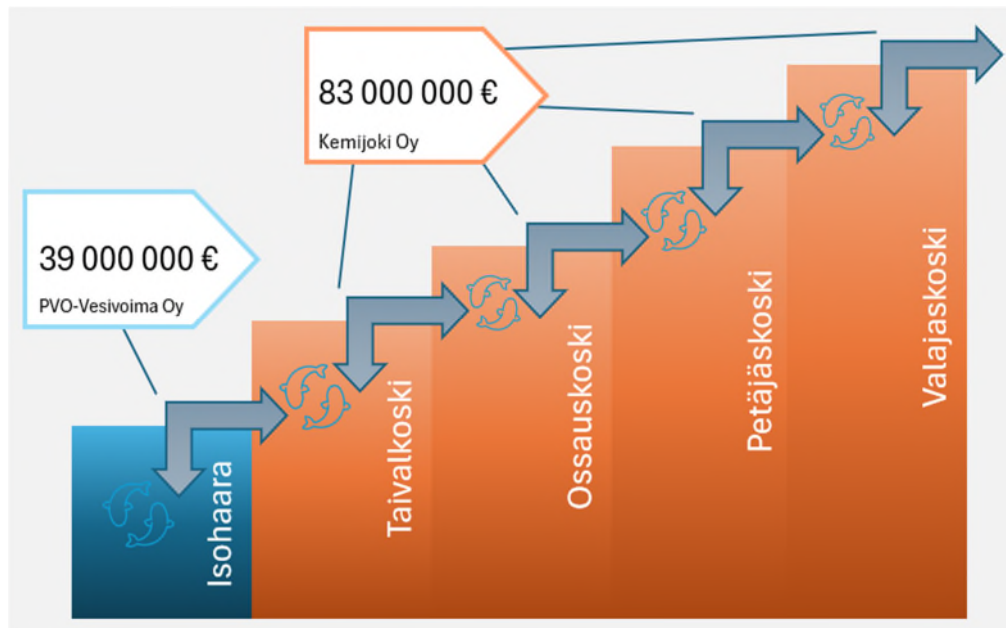 83 000 000 €
Kemijoki Oy
39 000 000 €
PVO-Vesivoima Oy
Isohaara
Taivalkoski
Ossauskoski
Petäjäskoski
Valajaskoski